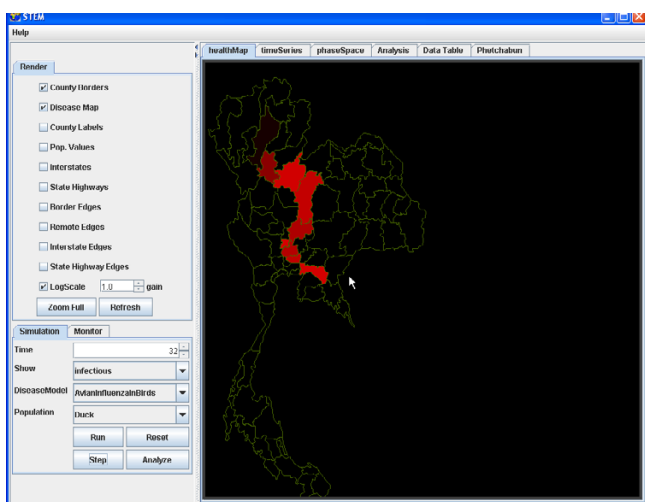 STEM
Help
healthMap timeSeries phaseSpace Analysis Data Table Phetchabun
Render
County Borders
Disease Map
County Labels
Pop. Values
Interstates
State Highways
Border Edges
Remote Edges
Interstate Edges
State Highway Edges
LogScale 1.0 gain
Zoom Full Refresh
Simulation Monitor
Time 32
Show infectious
DiseaseModel AvianInfluenzaInBirds
Population Duck
Run Reset
Step Analyze